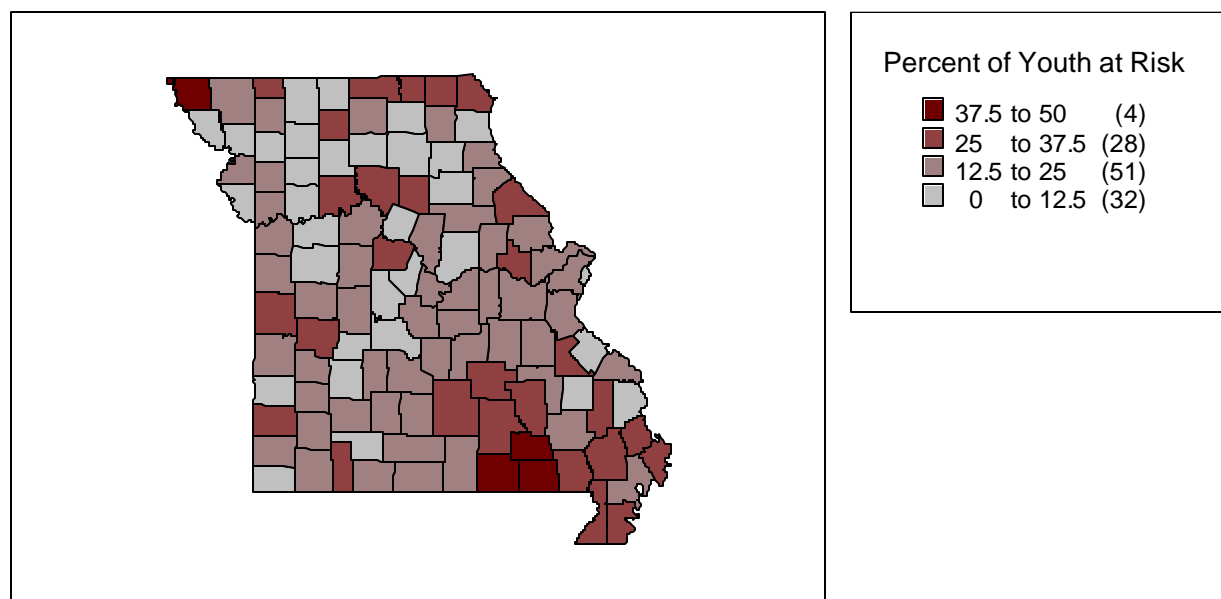 Percent of Youth at Risk
37.5 to 50 (4)
25 to 37.5 (28)
12.5 to 25 (51)
0 to 12.5 (32)